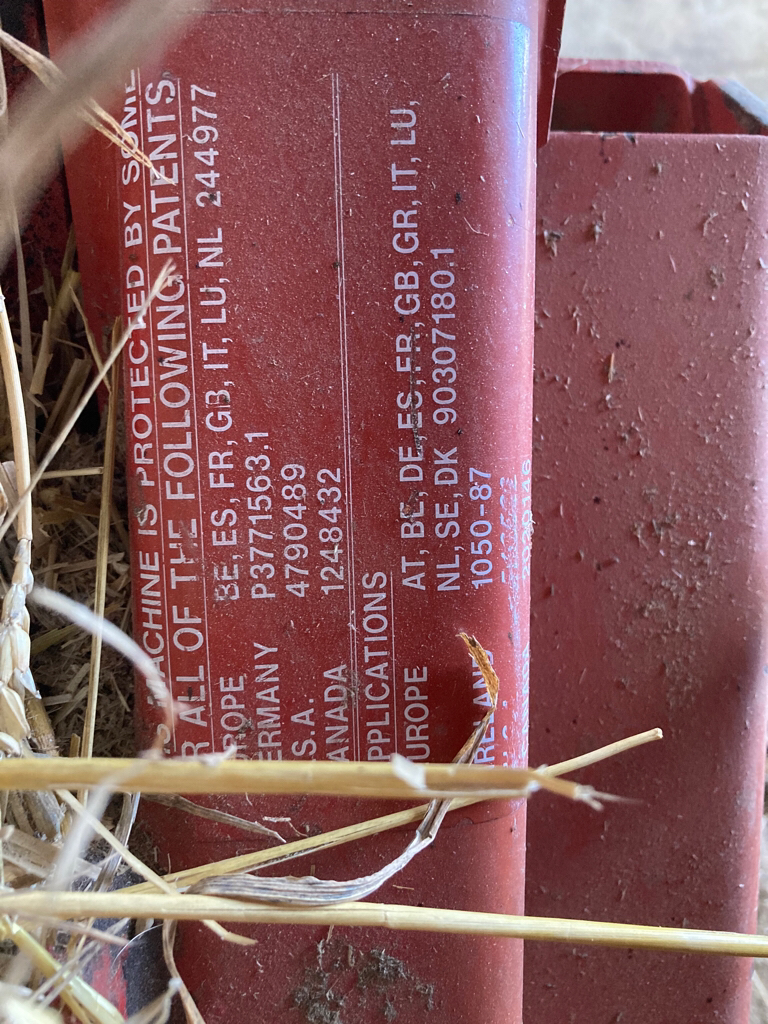 MACHINE IS PROTECTED BY SOME
ALL OF THE FOLLOWING PATENTS
BE, ES, FR, GB, IT, LU, NL 244977
ERMANY P3771563,1
S.A. 4790489
ANADA 1248432
PPLICATIONS
UROPE AT, BE, DE, ES, FR, GB, GR, IT, LU,
NL, SE, DK 90307180.1
RELAND 1050-87